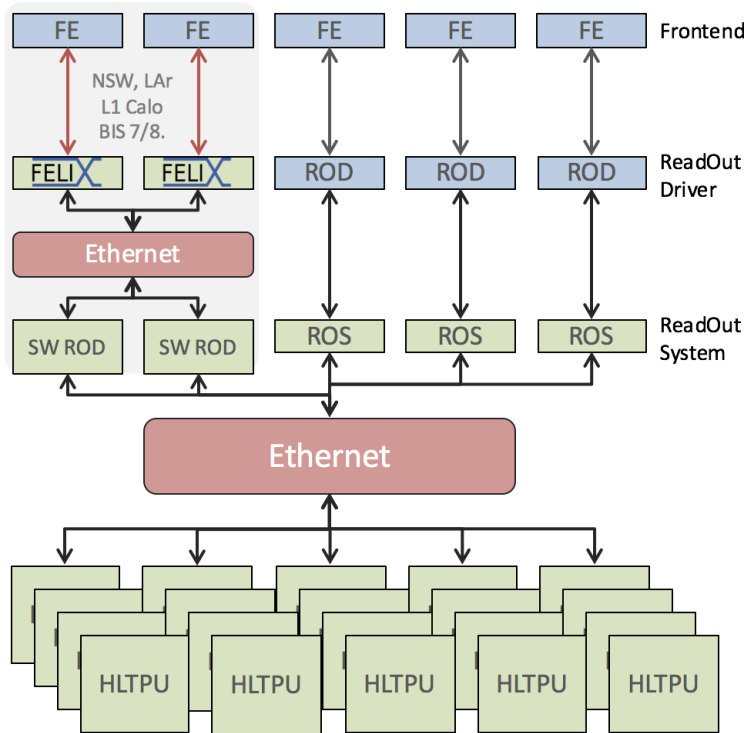 FE FE FE FE FE Frontend
NSW, LAr
L1 Calo
BIS 7/8.
FELIX FELIX ROD ROD ROD ReadOut
Driver
Ethernet
SW ROD SW ROD ROS ROS ROS ReadOut
System
Ethernet
HLTPU HLTPU HLTPU HLTPU HLTPU